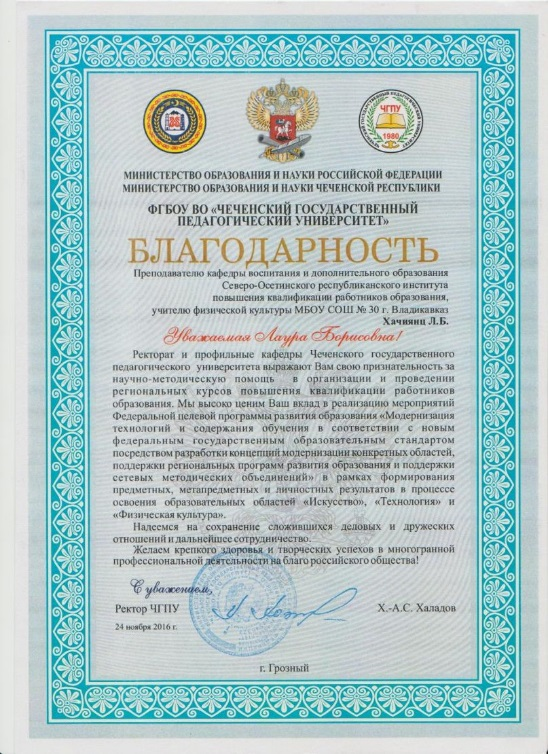 ЧГПУ
1980
МИНИСТЕРСТВО ОБРАЗОВАНИЯ И НАУКИ РОССИЙСКОЙ ФЕДЕРАЦИИ
МИНИСТЕРСТВО ОБРАЗОВАНИЯ И НАУКИ ЧЕЧЕНСКОЙ РЕСПУБЛИКИ
ФГБОУ ВО «ЧЕЧЕНСКИЙ ГОСУДАРСТВЕННЫЙ
ПЕДАГОГИЧЕСКИЙ УНИВЕРСИТЕТ»
БЛАГОДАРНОСТЬ
Преподавателю кафедры воспитания и дополнительного образования
Северо-Осетинского республиканского института
повышения квалификации работников образования,
учителю физической культуры МБОУ СОШ № 30 г. Владикавказ
Хачиянц Л.Б.
Уважаемая Лаура Борисовна!
Ректорат и профильные кафедры Чеченского государственного
педагогического университета выражают Вам свою признательность за
научно-методическую помощь в организации и проведении
региональных курсов повышения квалификации работников
образования. Мы высоко ценим Ваш вклад в реализацию мероприятий
Федеральной целевой программы развития образования «Модернизация
технологий и содержания обучения в соответствии с новым
федеральным государственным образовательным стандартом
посредством разработки концепций модернизации конкретных областей,
поддержки региональных программ развития образования и поддержки
сетевых методических объединений» в рамках формирования
предметных, метапредметных и личностных результатов в процессе
освоения образовательных областей «Искусство», «Технология» и
«Физическая культура».
Надеемся на сохранение сложившихся деловых и дружеских
отношений и дальнейшее сотрудничество.
Желаем крепкого здоровья и творческих успехов в многогранной
профессиональной деятельности на благо российского общества!
С уважением,
Ректор ЧГПУ
Х.-А.С. Халадов
24 ноября 2016 г.
г. Грозный